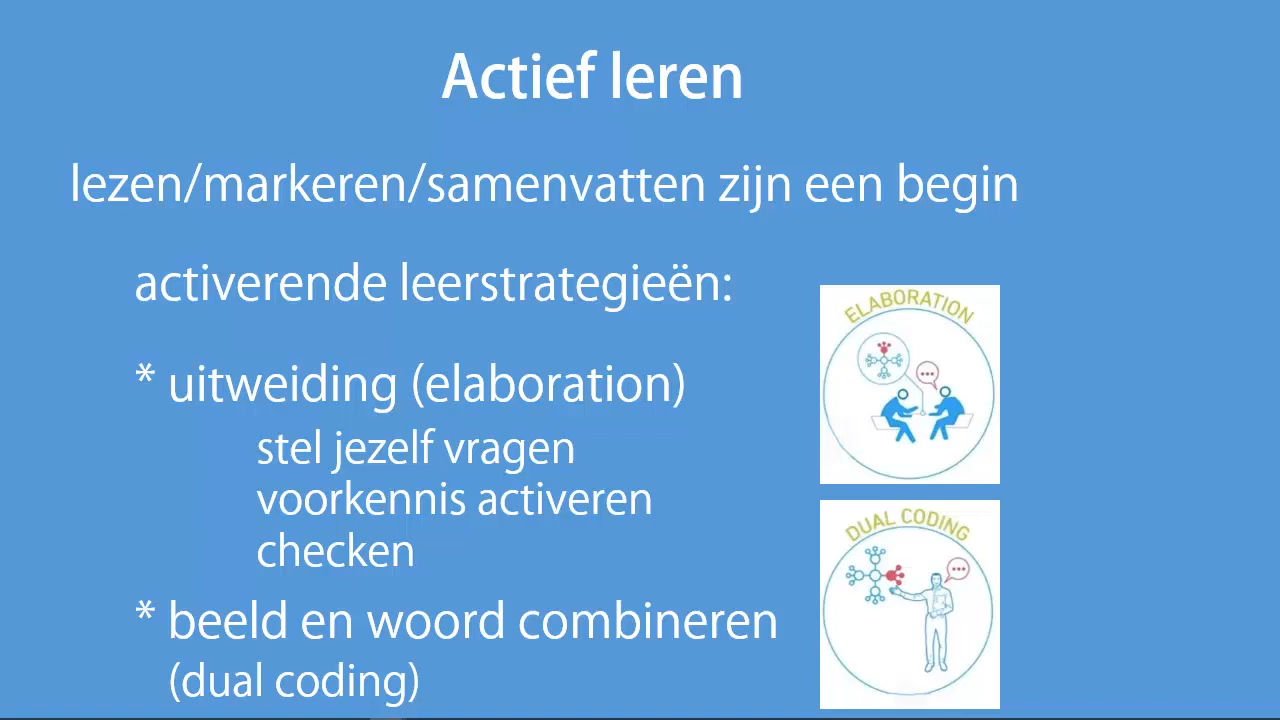 Actief leren
lezen/markeren/samenvatten zijn een begin
activerende leerstrategieën:
* uitweiding (elaboration)
stel jezelf vragen
voorkennis activeren
checken
* beeld en woord combineren
(dual coding)
ELABORATION
DUAL CODING